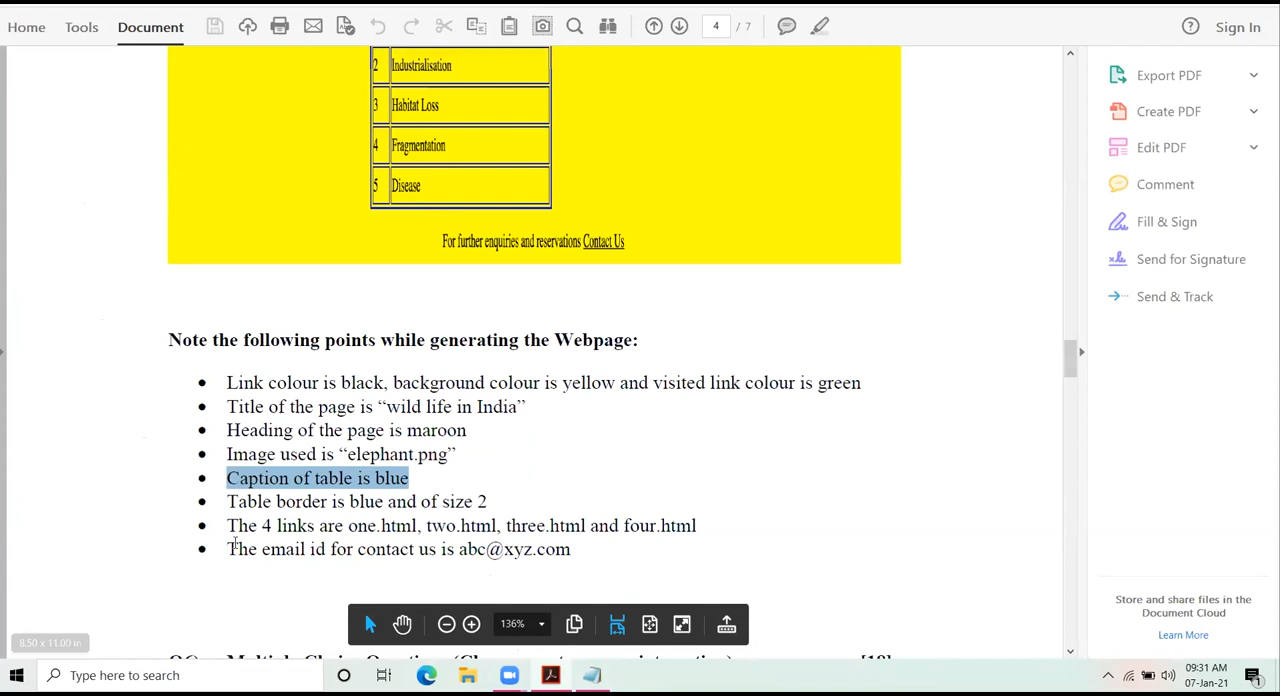 Home Tools Document 4 / 7 Sign In
2 Industrialisation
3 Habitat Loss
4 Fragmentation
5 Disease
For further enquiries and reservations Contact Us
Note the following points while generating the Webpage:
• Link colour is black, background colour is yellow and visited link colour is green
• Title of the page is “wild life in India”
• Heading of the page is maroon
• Image used is “elephant.png”
• Caption of table is blue
• Table border is blue and of size 2
• The 4 links are one.html, two.html, three.html and four.html
• The email id for contact us is abc@xyz.com
Export PDF
Create PDF
Edit PDF
Comment
Fill & Sign
Send for Signature
Send & Track
Store and share files in the
Document Cloud
Learn More
136%
8.50 x 11.00 in
Type here to search
09:31 AM
07-Jan-21
1